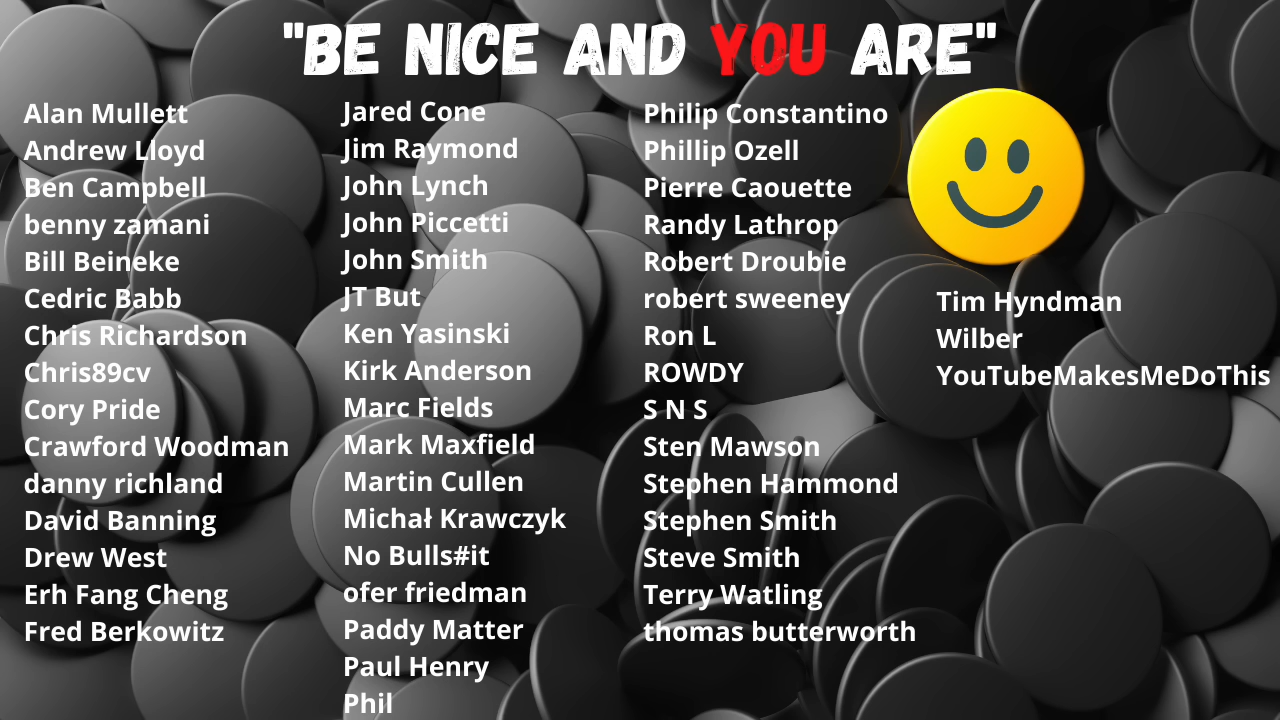 "BE NICE AND YOU ARE"
Alan Mullett
Andrew Lloyd
Ben Campbell
benny zamani
Bill Beineke
Cedric Babb
Chris Richardson
Chris89cv
Cory Pride
Crawford Woodman
danny richland
David Banning
Drew West
Erh Fang Cheng
Fred Berkowitz
Jared Cone
Jim Raymond
John Lynch
John Piccetti
John Smith
JT But
Ken Yasinski
Kirk Anderson
Marc Fields
Mark Maxfield
Martin Cullen
Michał Krawczyk
No Bulls#it
ofer friedman
Paddy Matter
Paul Henry
Phil
Philip Constantino
Phillip Ozell
Pierre Caouette
Randy Lathrop
Robert Droubie
robert sweeney
Ron L
ROWDY
S N S
Sten Mawson
Stephen Hammond
Stephen Smith
Steve Smith
Terry Watling
thomas butterworth
Tim Hyndman
Wilber
YouTubeMakesMeDoThis